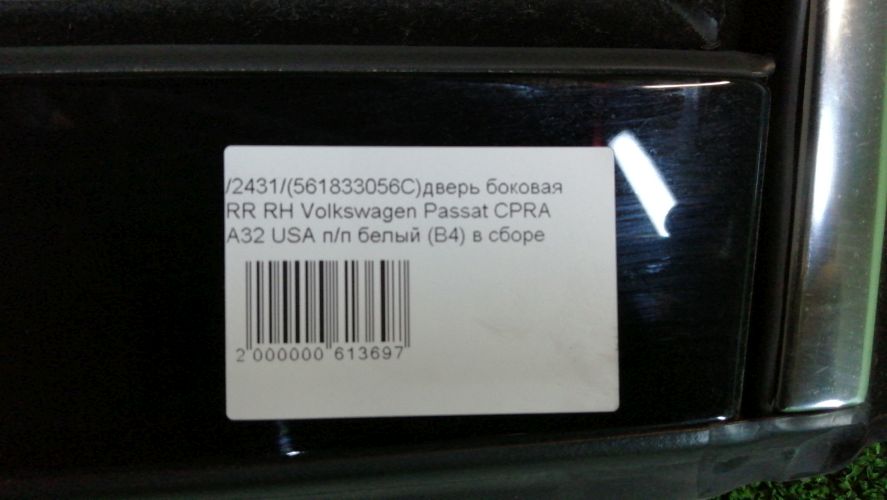 /2431/(561833056C)дверь боковая
RR RH Volkswagen Passat CPRA
A32 USA п/п белый (B4) в сборе
2 000000 613697